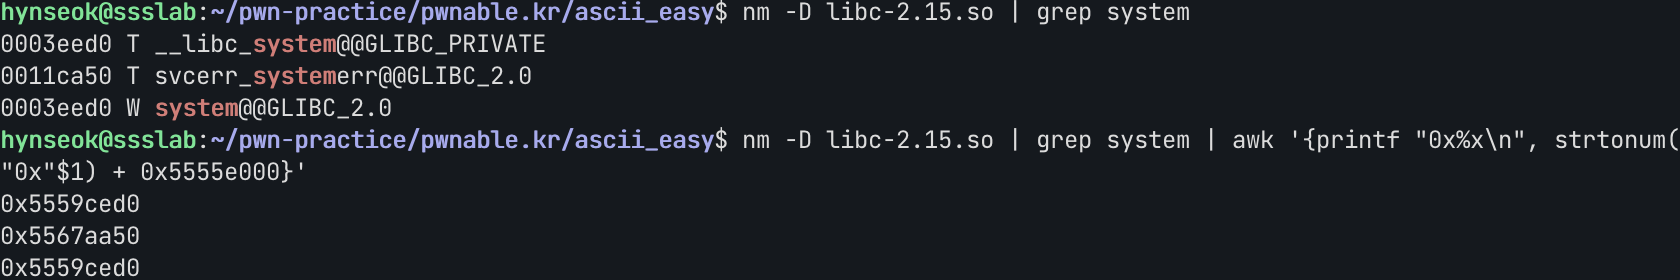 hynseok@ssslab:~/pwn-practice/pwnable.kr/ascii_easy$ nm -D libc-2.15.so | grep system
0003eed0 T __libc_system@@GLIBC_PRIVATE
0011ca50 T svcerr_systemerr@@GLIBC_2.0
0003eed0 W system@@GLIBC_2.0
hynseok@ssslab:~/pwn-practice/pwnable.kr/ascii_easy$ nm -D libc-2.15.so | grep system | awk '{printf "0x%x\n", strtonum(
"0x"$1) + 0x5555e000}'
0x5559ced0
0x5567aa50
0x5559ced0